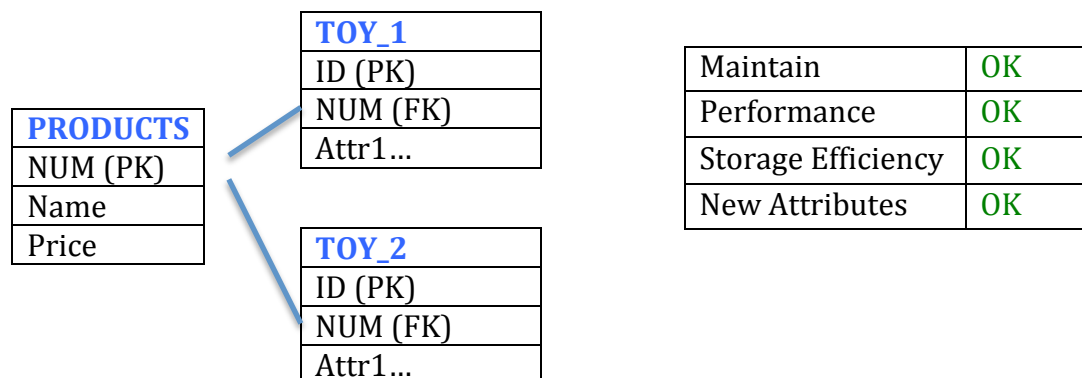 PRODUCTS
NUM (PK)
Name
Price
TOY_1
ID (PK)
NUM (FK)
Attr1...
TOY_2
ID (PK)
NUM (FK)
Attr1...
Maintain OK
Performance OK
Storage Efficiency OK
New Attributes OK